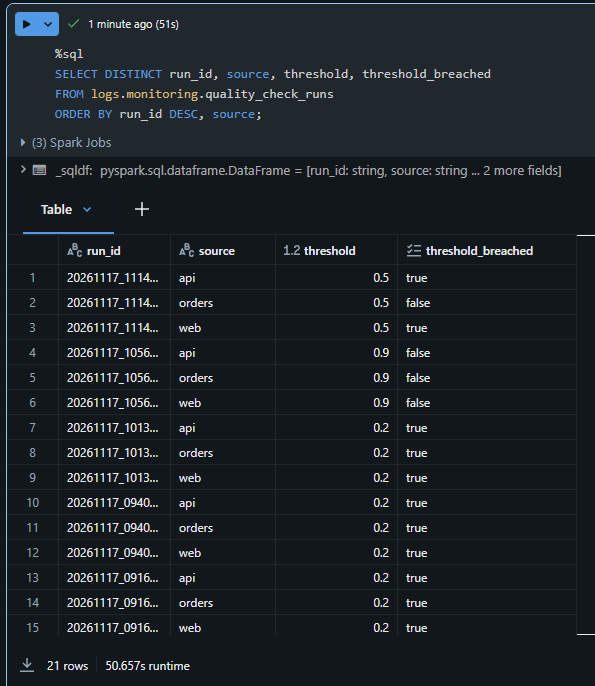 1 minute ago (51s)
%sql
SELECT DISTINCT run_id, source, threshold, threshold_breached
FROM logs.monitoring.quality_check_runs
ORDER BY run_id DESC, source;
(3) Spark Jobs
_sqldf: pyspark.sql.dataframe.DataFrame = [run_id: string, source: string ... 2 more fields]
Table +
ABC run_id ABC source 1.2 threshold threshold_breached
1 20261117_1114... api 0.5 true
2 20261117_1114... orders 0.5 false
3 20261117_1114... web 0.5 true
4 20261117_1056... api 0.9 false
5 20261117_1056... orders 0.9 false
6 20261117_1056... web 0.9 false
7 20261117_1013... api 0.2 true
8 20261117_1013... orders 0.2 true
9 20261117_1013... web 0.2 true
10 20261117_0940... api 0.2 true
11 20261117_0940... orders 0.2 true
12 20261117_0940... web 0.2 true
13 20261117_0916... api 0.2 true
14 20261117_0916... orders 0.2 true
15 20261117_0916... web 0.2 true
21 rows 50.657s runtime